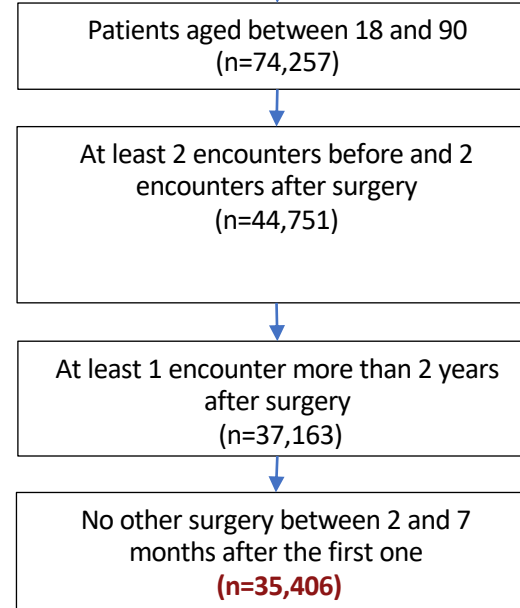 Patients aged between 18 and 90
(n=74,257)
At least 2 encounters before and 2
encounters after surgery
(n=44,751)
At least 1 encounter more than 2 years
after surgery
(n=37,163)
No other surgery between 2 and 7
months after the first one
(n=35,406)